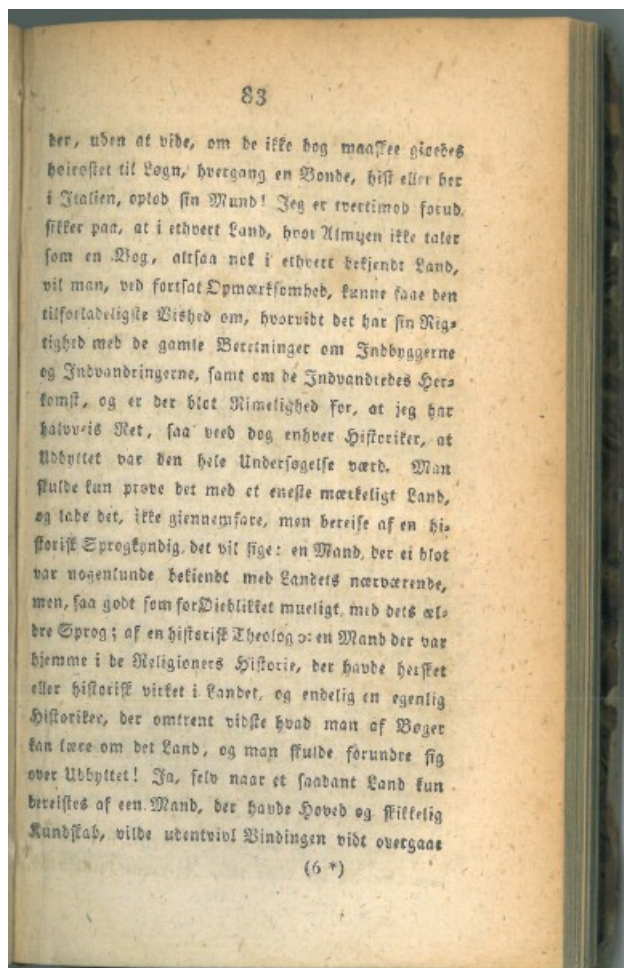 83
der, uden at vide, om de ikke dog maaskee gjordes
høirøstet til Løgn, hvergang en Bonde, hist eller her
i Italien, oplod sin Mund! Jeg er tvertimod forud
sikker paa, at i ethvert Land, hvor Almuen ikke taler
som en Bog, altsaa nok i ethvert bekjendt Land,
vil man, ved fortsat Opmærksomhed, kunne faae den
tilforladeligste Vished om, hvorvidt det har sin Rig-
tighed med de gamle Beretninger om Indbyggerne
og Indvandringerne, samt om de Indvandredes Her-
komst, og er der blot Rimelighed for, at jeg har
halvveis Ret, saa veed dog enhver Historiker, at
Udbyttet var den hele Undersøgelse værd. Man
skulde kun prøve det med et eneste mærkeligt Land,
og lade det, ikke giennemfare, men bereise af en hi-
storisk Sprogkyndig, det vil sige: en Mand, der ei blot
var nogenlunde bekiendt med Landets nærværende,
men, saa godt som for Øieblikket mueligt, med dets æl-
dre Sprog; af en historisk Theolog ɔ: en Mand der var
hjemme i de Religioners Historie, der havde hersket
eller historisk virket i Landet, og endelig en egenlig
Historiker, der omtrent vidste hvad man af Bøger
kan lære om det Land, og man skulde forundre sig
over Udbyttet! Ja, selv naar et saadant Land kun
bereistes af een Mand, der havde Hoved og skikkelig
Kundskab, vilde udentvivl Vindingen vidt overgaae
(6 *)